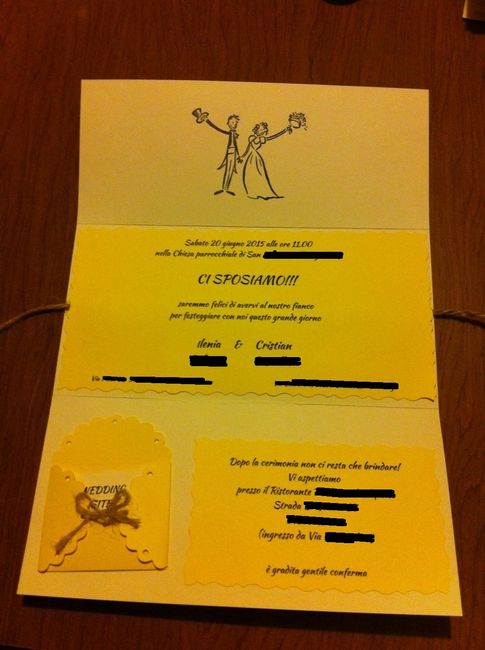 Sabato 20 giugno 2015 alle ore 11.00
nella Chiesa parrocchiale di San
CI SPOSIAMO!!!
saremmo felici di avervi al nostro fianco
per festeggiare con noi questo grande giorno
Ilenia & Cristian
Via
WEDDING
SITE
Dopo la cerimonia non ci resta che brindare!
Vi aspettiamo
presso il Ristorante
Strada
(ingresso da Via
è gradita gentile conferma